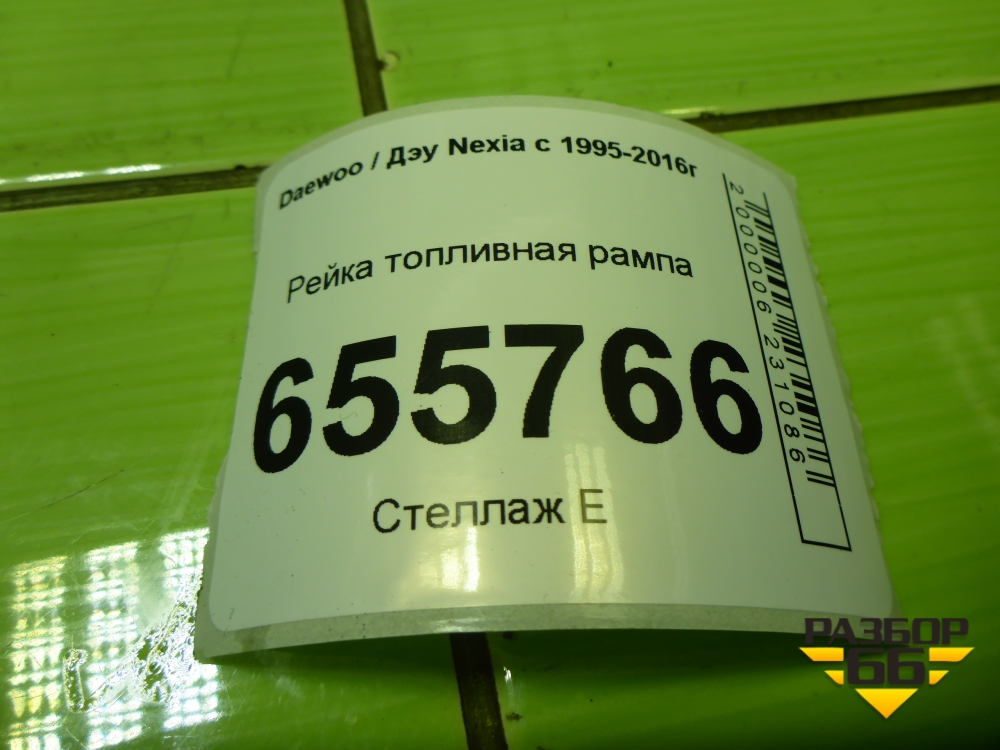 Daewoo / Дэу Nexia с 1995-2016г
Рейка топливная рампа
655766
Стеллаж Е
2000006231086
РАЗБОР
66